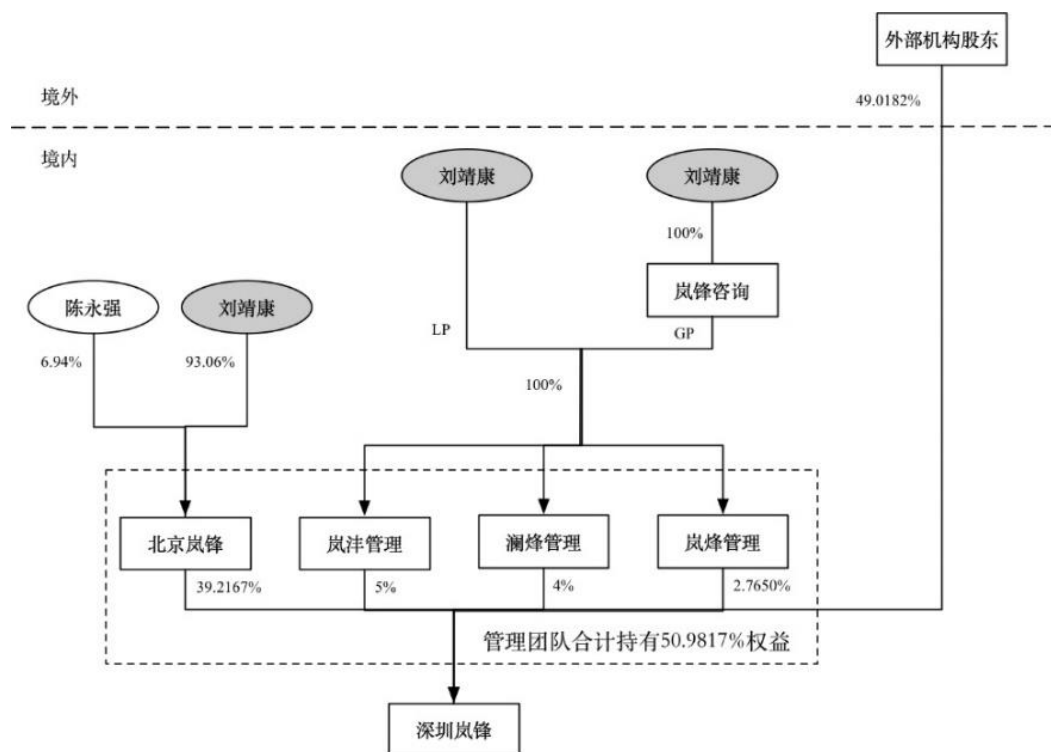 外部机构股东
境外
49.0182%
境内
刘靖康
刘靖康
100%
岚锋咨询
陈永强
刘靖康
LP
GP
6.94%
93.06%
100%
北京岚锋
岚沣管理
澜烽管理
岚烽管理
39.2167%
5%
4%
2.7650%
管理团队合计持有50.9817%权益
深圳岚锋